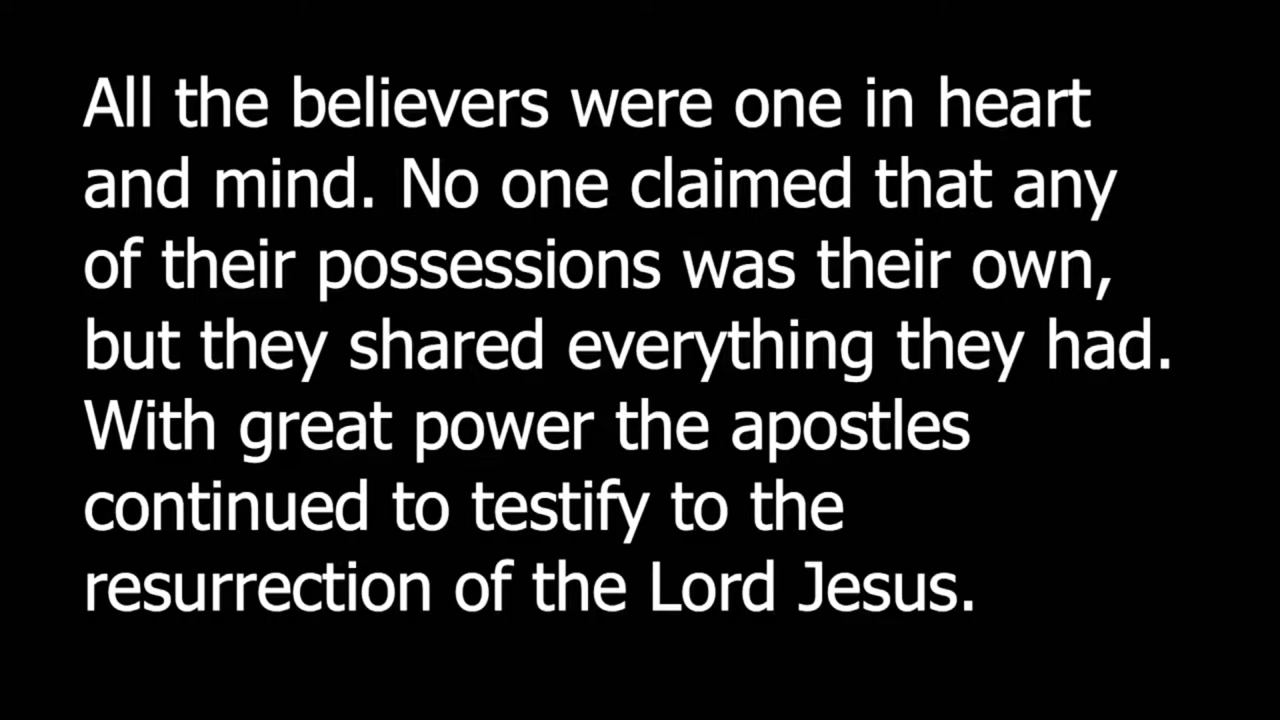 All the believers were one in heart
and mind. No one claimed that any
of their possessions was their own,
but they shared everything they had.
With great power the apostles
continued to testify to the
resurrection of the Lord Jesus.